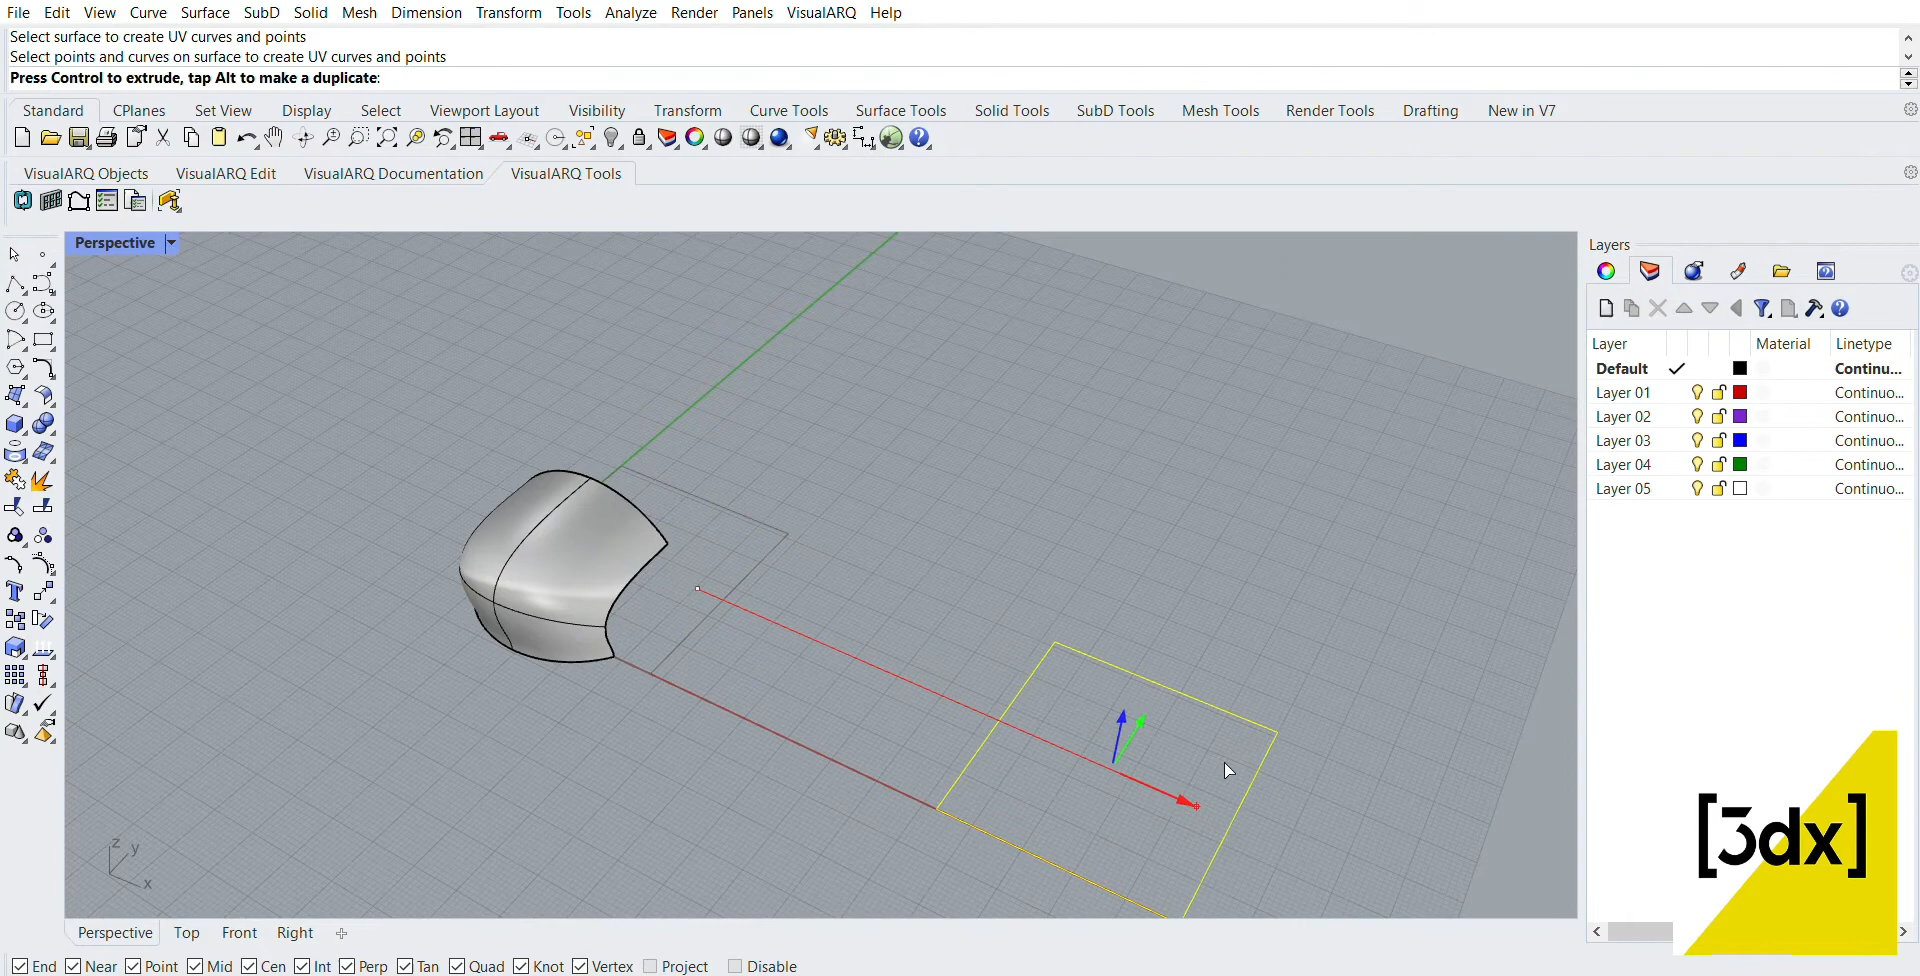 File Edit View Curve Surface SubD Solid Mesh Dimension Transform Tools Analyze Render Panels VisualARQ Help
Select surface to create UV curves and points
Select points and curves on surface to create UV curves and points
Press Control to extrude, tap Alt to make a duplicate:
Standard CPlanes Set View Display Select Viewport Layout Visibility Transform Curve Tools Surface Tools Solid Tools SubD Tools Mesh Tools Render Tools Drafting New in V7
VisualARQ Objects VisualARQ Edit VisualARQ Documentation VisualARQ Tools
Perspective
Layers
Layer Material Linetype
Default Continu...
Layer 01 Continuo...
Layer 02 Continuo...
Layer 03 Continuo...
Layer 04 Continuo...
Layer 05 Continuo...
[3dx]
z y
x
Perspective Top Front Right
End Near Point Mid Cen Int Perp Tan Quad Knot Vertex Project Disable